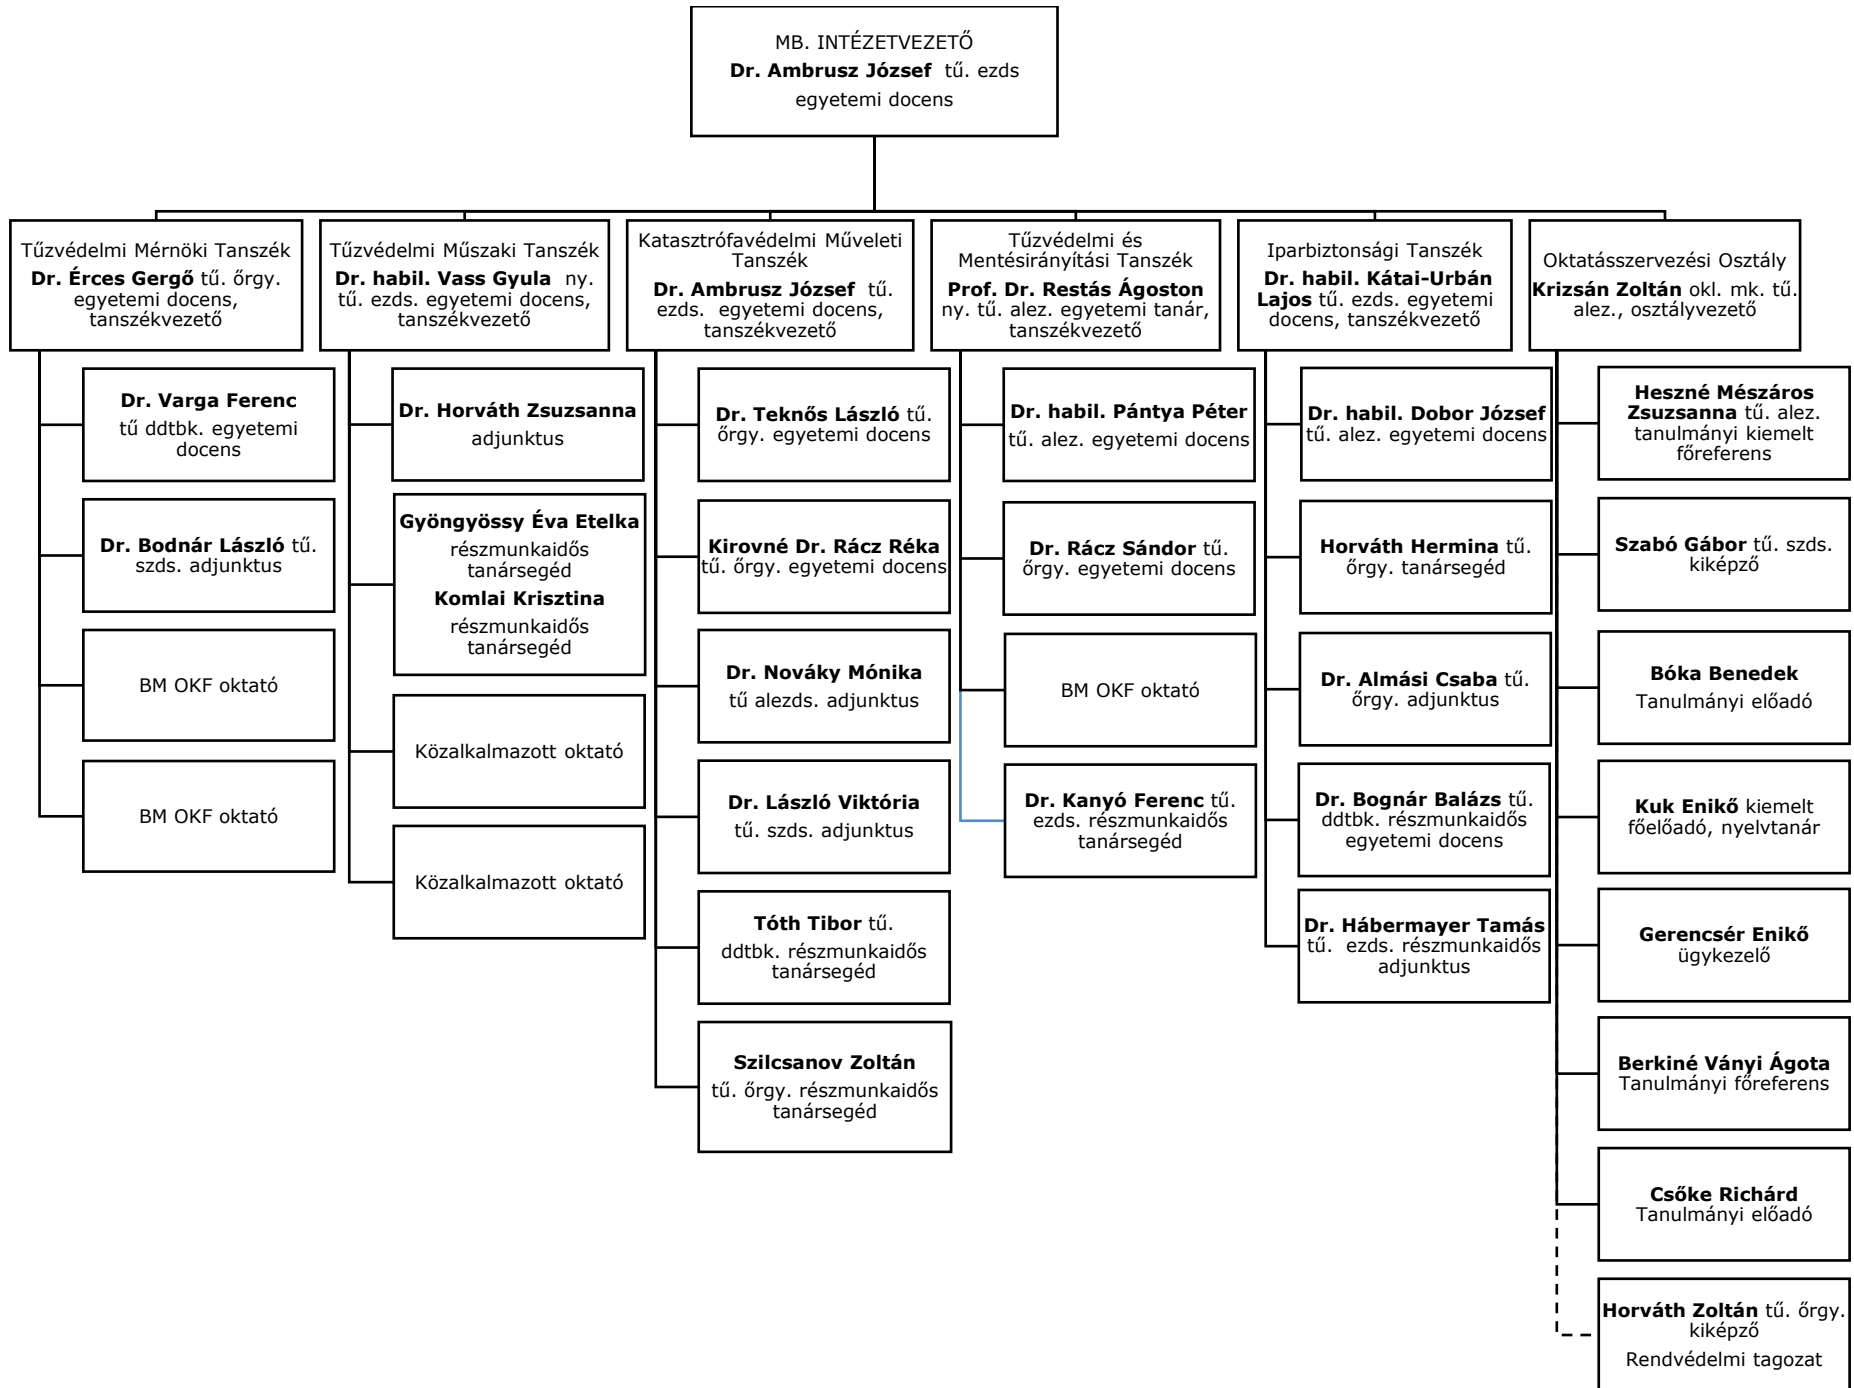 MB. INTÉZETVEZETŐ
Dr. Ambrusz József tű. ezds
egyetemi docens
Tűzvédelmi Mérnöki Tanszék
Dr. Érces Gergő tű. őrgy.
egyetemi docens,
tanszékvezető
Tűzvédelmi Műszaki Tanszék
Dr. habil. Vass Gyula ny.
tű. ezds. egyetemi docens,
tanszékvezető
Katasztrófavédelmi Műveleti
Tanszék
Dr. Ambrusz József tű.
ezds. egyetemi docens,
tanszékvezető
Tűzvédelmi és
Mentésirányítási Tanszék
Prof. Dr. Restás Ágoston
ny. tű. alez. egyetemi tanár,
tanszékvezető
Iparbiztonsági Tanszék
Dr. habil. Kátai-Urbán
Lajos tű. ezds. egyetemi
docens, tanszékvezető
Oktatásszervezési Osztály
Krizsán Zoltán okl. mk. tű.
alez., osztályvezető
Dr. Varga Ferenc
tű ddtbk. egyetemi
docens
Dr. Bodnár László tű.
szds. adjunktus
BM OKF oktató
BM OKF oktató
Dr. Horváth Zsuzsanna
adjunktus
Gyöngyössy Éva Etelka
részmunkaidős
tanársegéd
Komlai Krisztina
részmunkaidős
tanársegéd
Közalkalmazott oktató
Közalkalmazott oktató
Dr. Teknős László tű.
őrgy. egyetemi docens
Kirovné Dr. Rácz Réka
tű. őrgy. egyetemi docens
Dr. Nováky Mónika
tű alezds. adjunktus
Dr. László Viktória
tű. szds. adjunktus
Tóth Tibor tű.
ddtbk. részmunkaidős
tanársegéd
Szilcsanov Zoltán
tű. őrgy. részmunkaidős
tanársegéd
Dr. habil. Pántya Péter
tű. alez. egyetemi docens
Dr. Rácz Sándor tű.
őrgy. egyetemi docens
BM OKF oktató
Dr. Kanyó Ferenc tű.
ezds. részmunkaidős
tanársegéd
Dr. habil. Dobor József
tű. alez. egyetemi docens
Horváth Hermina tű.
őrgy. tanársegéd
Dr. Almási Csaba tű.
őrgy. adjunktus
Dr. Bognár Balázs tű.
ddtbk. részmunkaidős
egyetemi docens
Dr. Hábermayer Tamás
tű. ezds. részmunkaidős
adjunktus
Heszné Mészáros
Zsuzsanna tű. alez.
tanulmányi kiemelt
főreferens
Szabó Gábor tű. szds.
kiképző
Bóka Benedek
Tanulmányi előadó
Kuk Enikő kiemelt
főelőadó, nyelvtanár
Gerencsér Enikő
ügykezelő
Berkiné Ványi Ágota
Tanulmányi főreferens
Csőke Richárd
Tanulmányi előadó
Horváth Zoltán tű. őrgy.
kiképző
Rendvédelmi tagozat